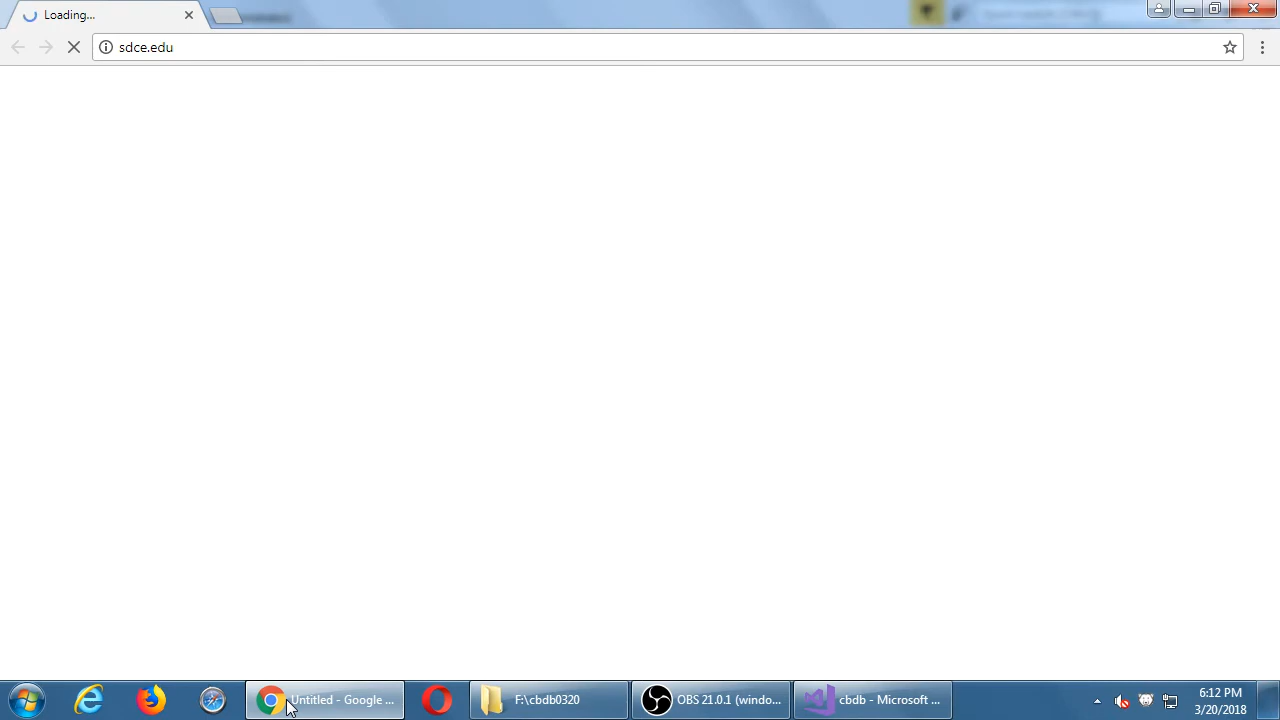 Loading...
sdce.edu
Untitled - Google ...
F:\cbdb0320
OBS 21.0.1 (windo...
cbdb - Microsoft ...
6:12 PM
3/20/2018